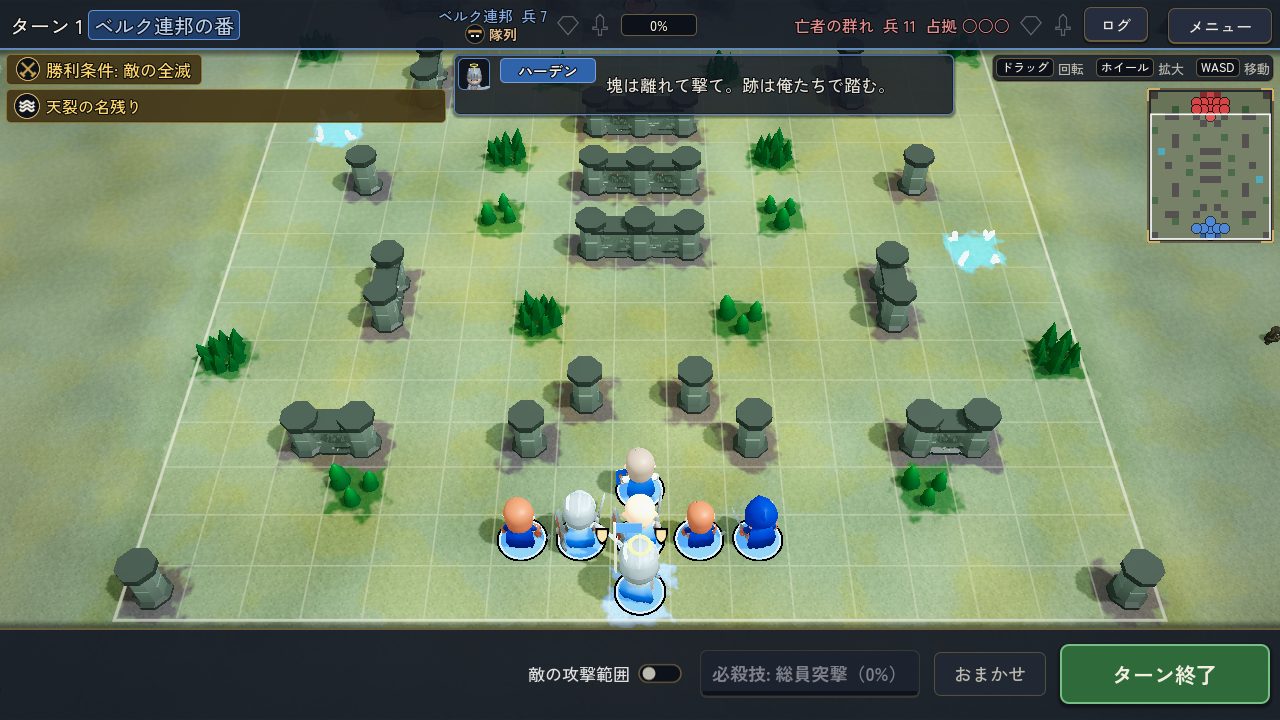 ターン 1 ベルク連邦の番
ベルク連邦 兵 7
隊列
0%
亡者の群れ 兵 11 占拠 〇〇〇
ログ
メニュー
勝利条件: 敵の全滅
天裂の名残り
ハーデン
塊は離れて撃て。跡は俺たちで踏む。
ドラッグ 回転 ホイール 拡大 WASD 移動
敵の攻撃範囲
必殺技: 総員突撃（0%）
おまかせ
ターン終了